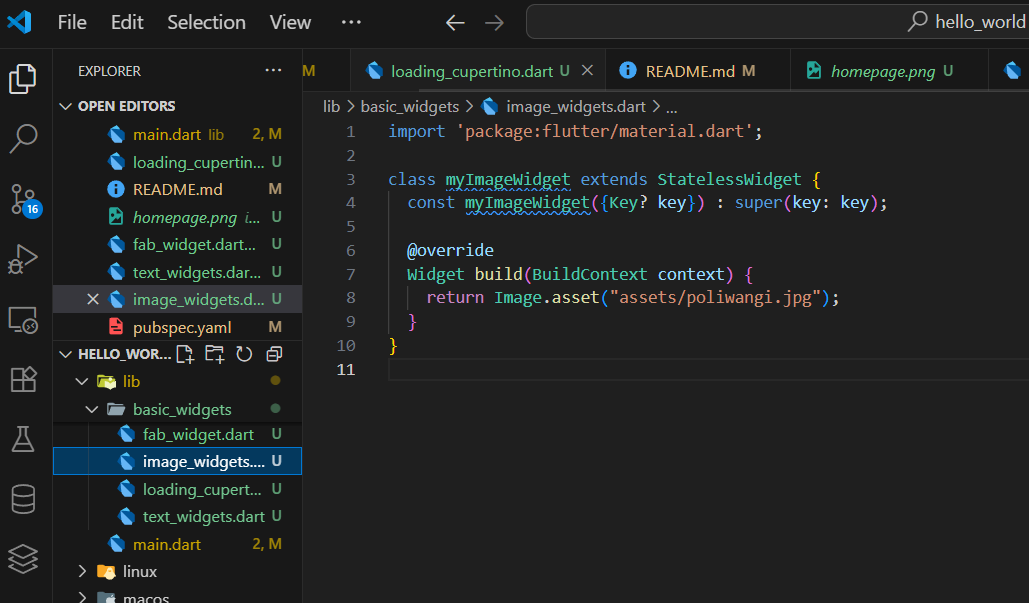 File Edit Selection View ··· hello_world
EXPLORER ···
M loading_cupertino.dart U README.md M homepage.png U
OPEN EDITORS
main.dart lib 2, M
loading_cupertin... U
README.md M
homepage.png i... U
fab_widget.dart... U
text_widgets.dar... U
image_widgets.d... U
pubspec.yaml M
HELLO_WOR...
lib
basic_widgets
fab_widget.dart U
image_widgets.... U
loading_cupert... U
text_widgets.dart U
main.dart 2, M
linux
macos
16
lib > basic_widgets > image_widgets.dart > ...
1 import 'package:flutter/material.dart';
2
3 class myImageWidget extends StatelessWidget {
4 const myImageWidget({Key? key}) : super(key: key);
5
6 @override
7 Widget build(BuildContext context) {
8 return Image.asset("assets/poliwangi.jpg");
9 }
10 }
11